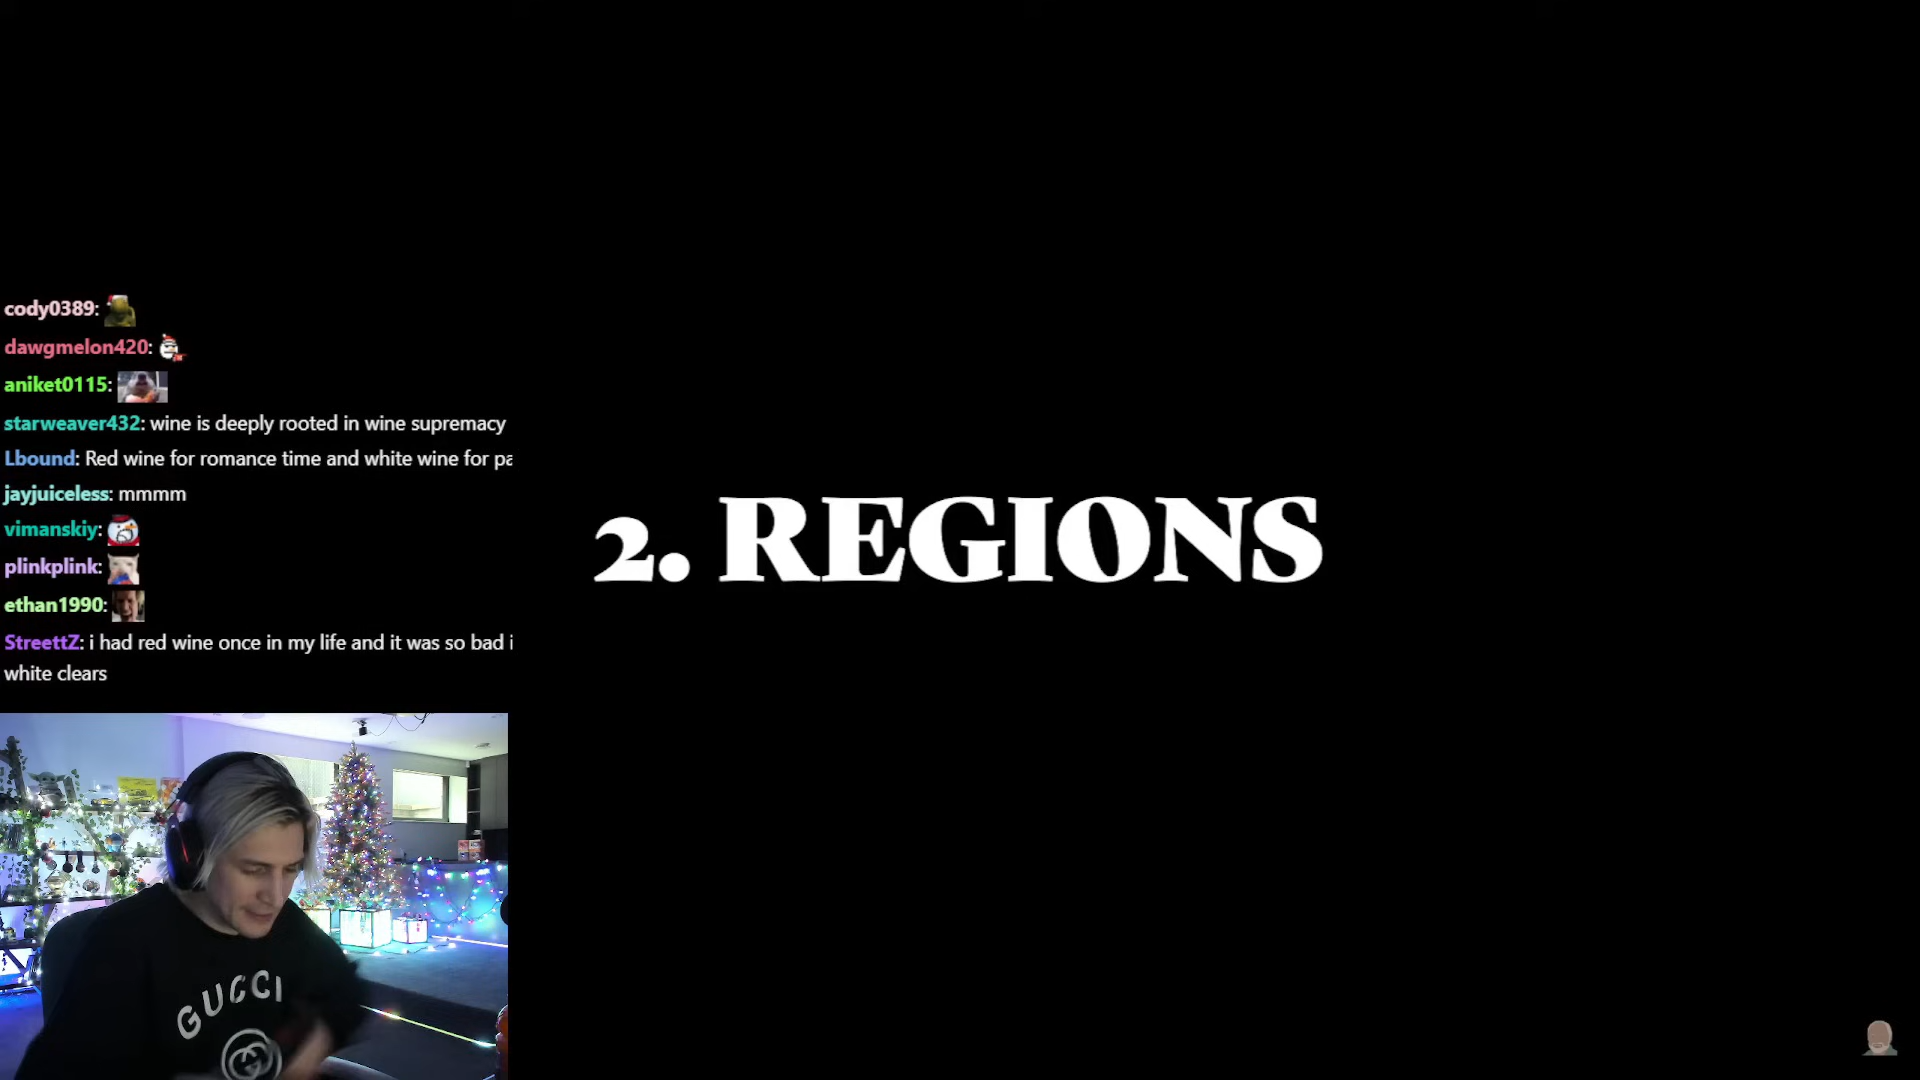 cody0389:
dawgmelon420:
aniket0115:
starweaver432: wine is deeply rooted in wine supremacy
Lbound: Red wine for romance time and white wine for pa
jayjuiceless: mmmm
vimanskiy:
plinkplink:
ethan1990:
StreettZ: i had red wine once in my life and it was so bad i
white clears
2. REGIONS
GUCCI